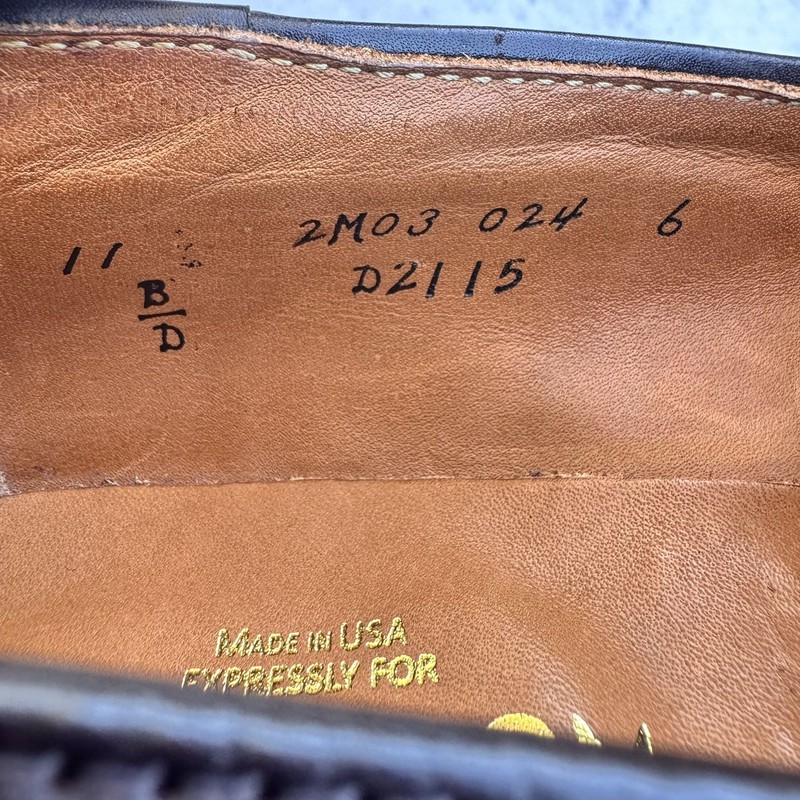 2M03 024 6
11
D2115
B
D
MADE IN USA
EXPRESSLY FOR